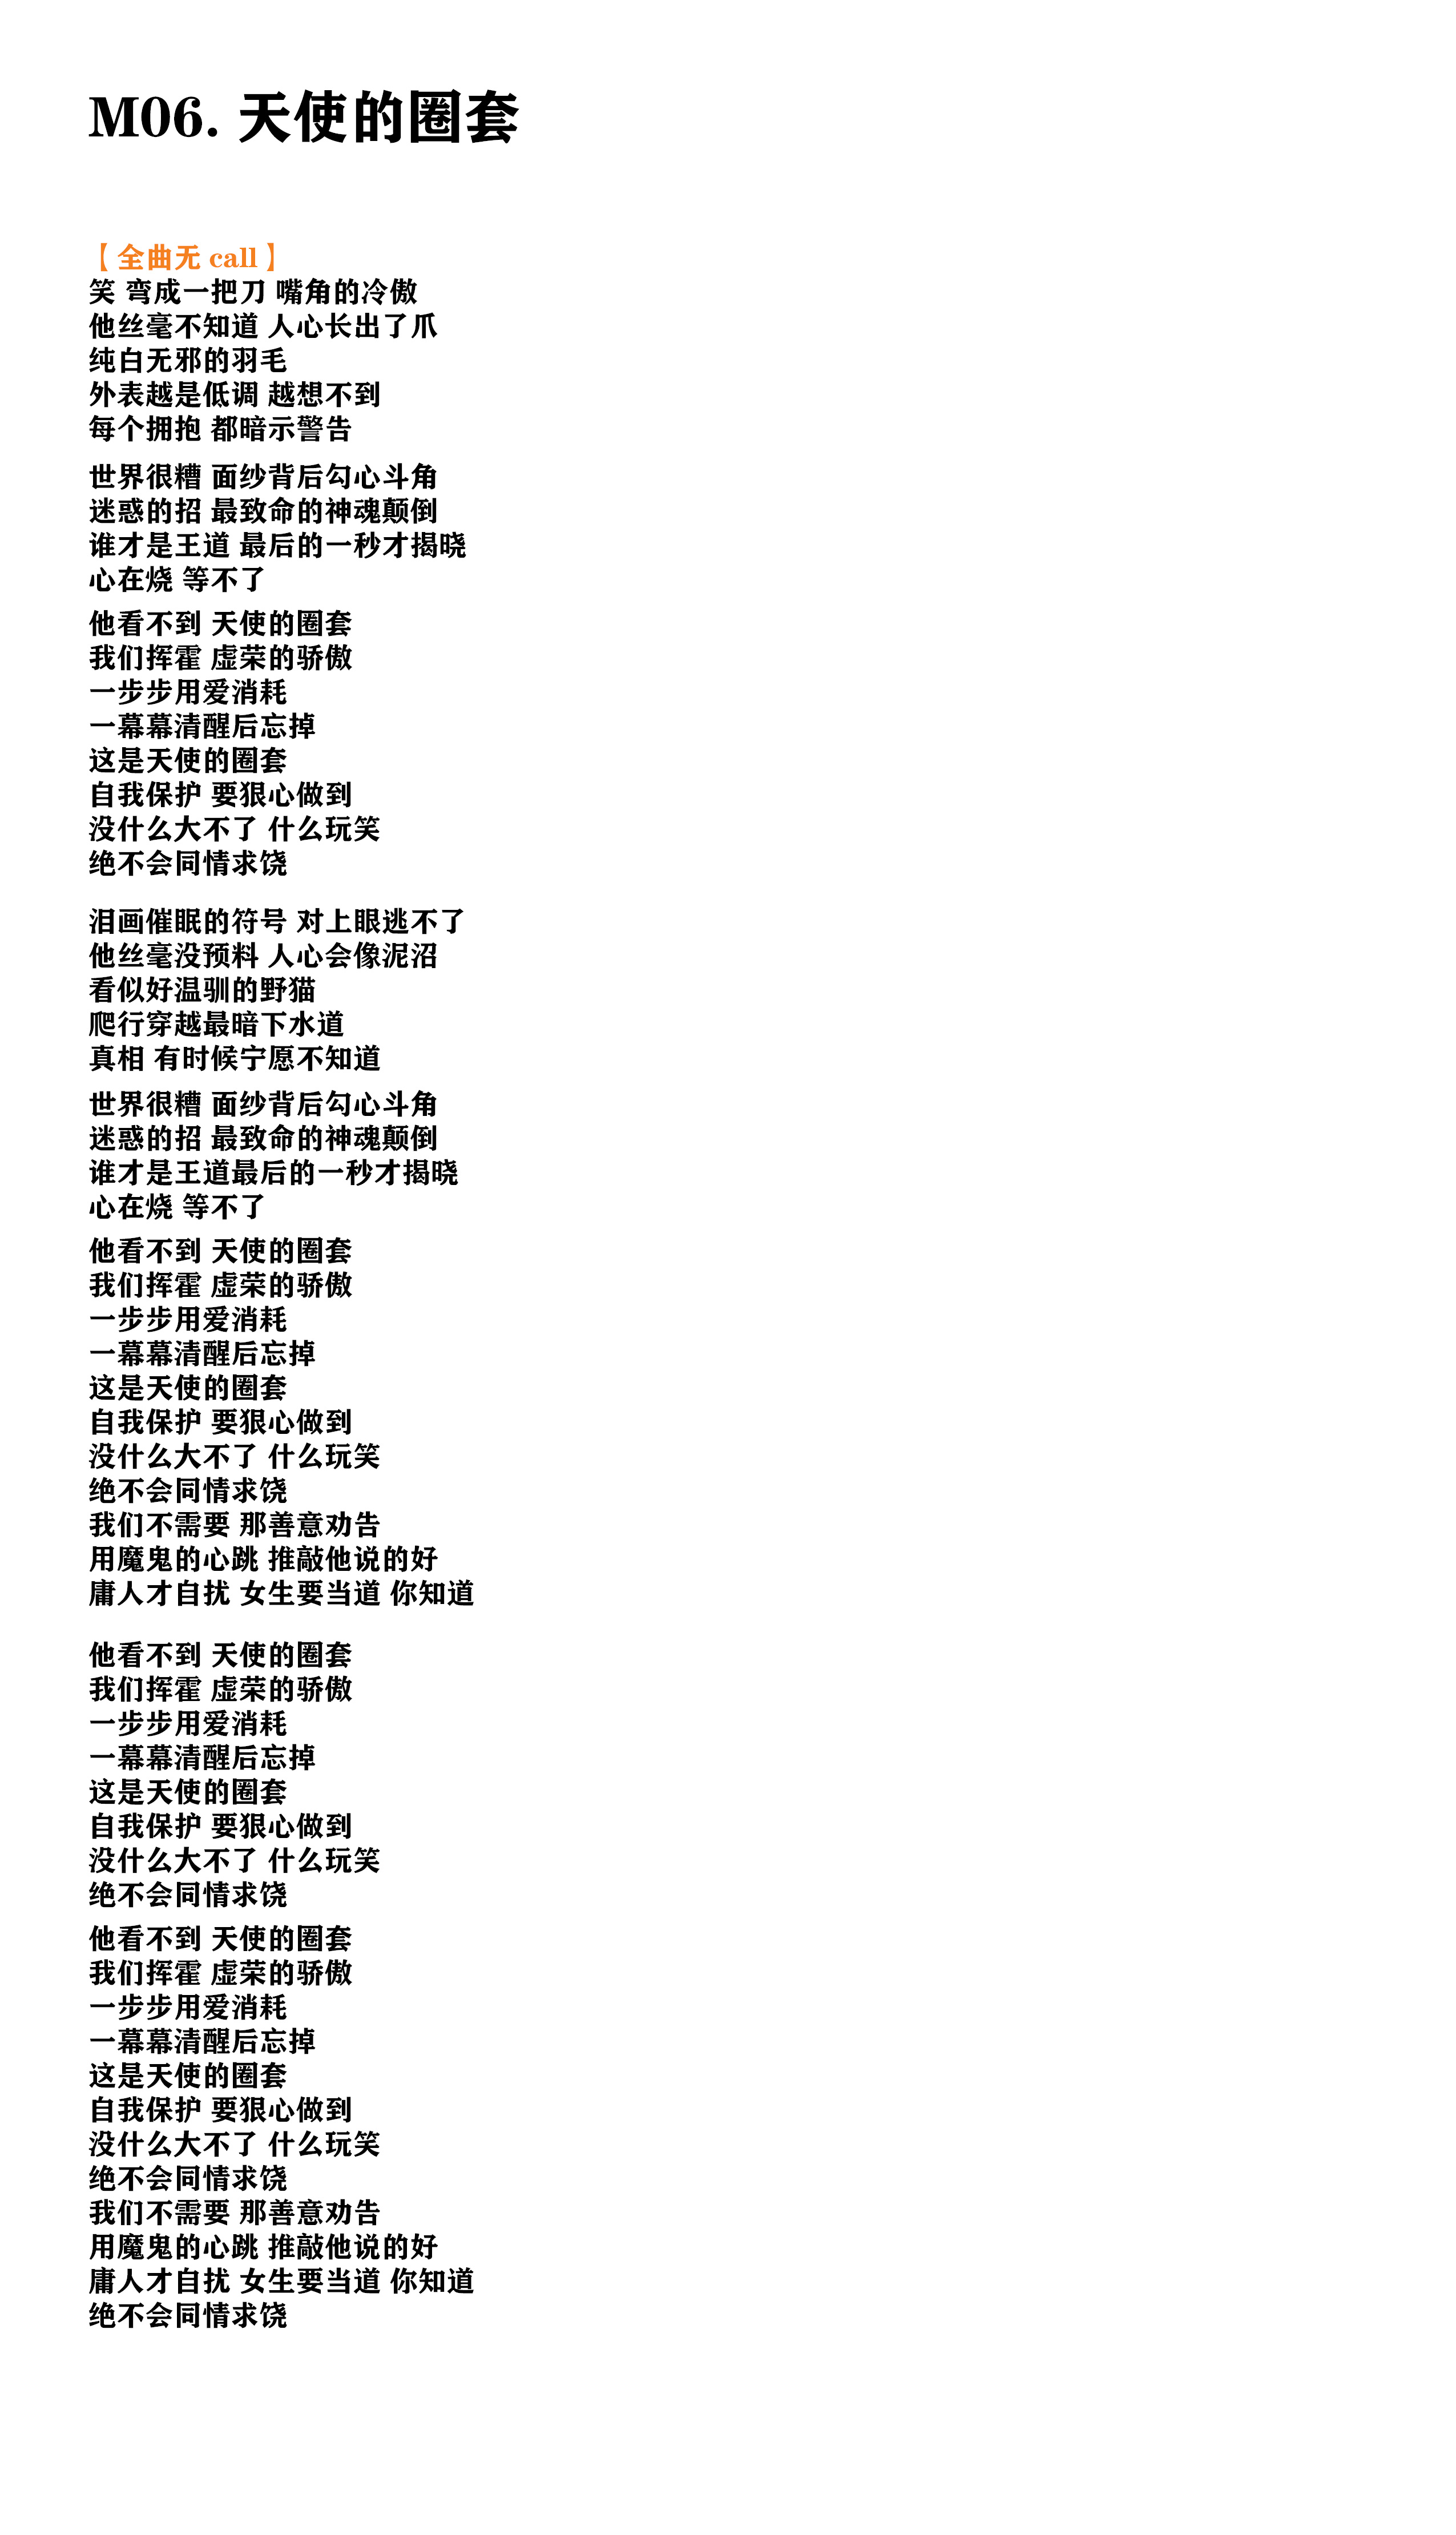 M06. 天使的圈套
【全曲无 call】
笑 弯成一把刀 嘴角的冷傲
他丝毫不知道 人心长出了爪
纯白无邪的羽毛
外表越是低调 越想不到
每个拥抱 都暗示警告
世界很糟 面纱背后勾心斗角
迷惑的招 最致命的神魂颠倒
谁才是王道 最后的一秒才揭晓
心在烧 等不了
他看不到 天使的圈套
我们挥霍 虚荣的骄傲
一步步用爱消耗
一幕幕清醒后忘掉
这是天使的圈套
自我保护 要狠心做到
没什么大不了 什么玩笑
绝不会同情求饶
泪画催眠的符号 对上眼逃不了
他丝毫没预料 人心会像泥沼
看似好温驯的野猫
爬行穿越最暗下水道
真相 有时候宁愿不知道
世界很糟 面纱背后勾心斗角
迷惑的招 最致命的神魂颠倒
谁才是王道最后的一秒才揭晓
心在烧 等不了
他看不到 天使的圈套
我们挥霍 虚荣的骄傲
一步步用爱消耗
一幕幕清醒后忘掉
这是天使的圈套
自我保护 要狠心做到
没什么大不了 什么玩笑
绝不会同情求饶
我们不需要 那善意劝告
用魔鬼的心跳 推敲他说的好
庸人才自扰 女生要当道 你知道
他看不到 天使的圈套
我们挥霍 虚荣的骄傲
一步步用爱消耗
一幕幕清醒后忘掉
这是天使的圈套
自我保护 要狠心做到
没什么大不了 什么玩笑
绝不会同情求饶
他看不到 天使的圈套
我们挥霍 虚荣的骄傲
一步步用爱消耗
一幕幕清醒后忘掉
这是天使的圈套
自我保护 要狠心做到
没什么大不了 什么玩笑
绝不会同情求饶
我们不需要 那善意劝告
用魔鬼的心跳 推敲他说的好
庸人才自扰 女生要当道 你知道
绝不会同情求饶